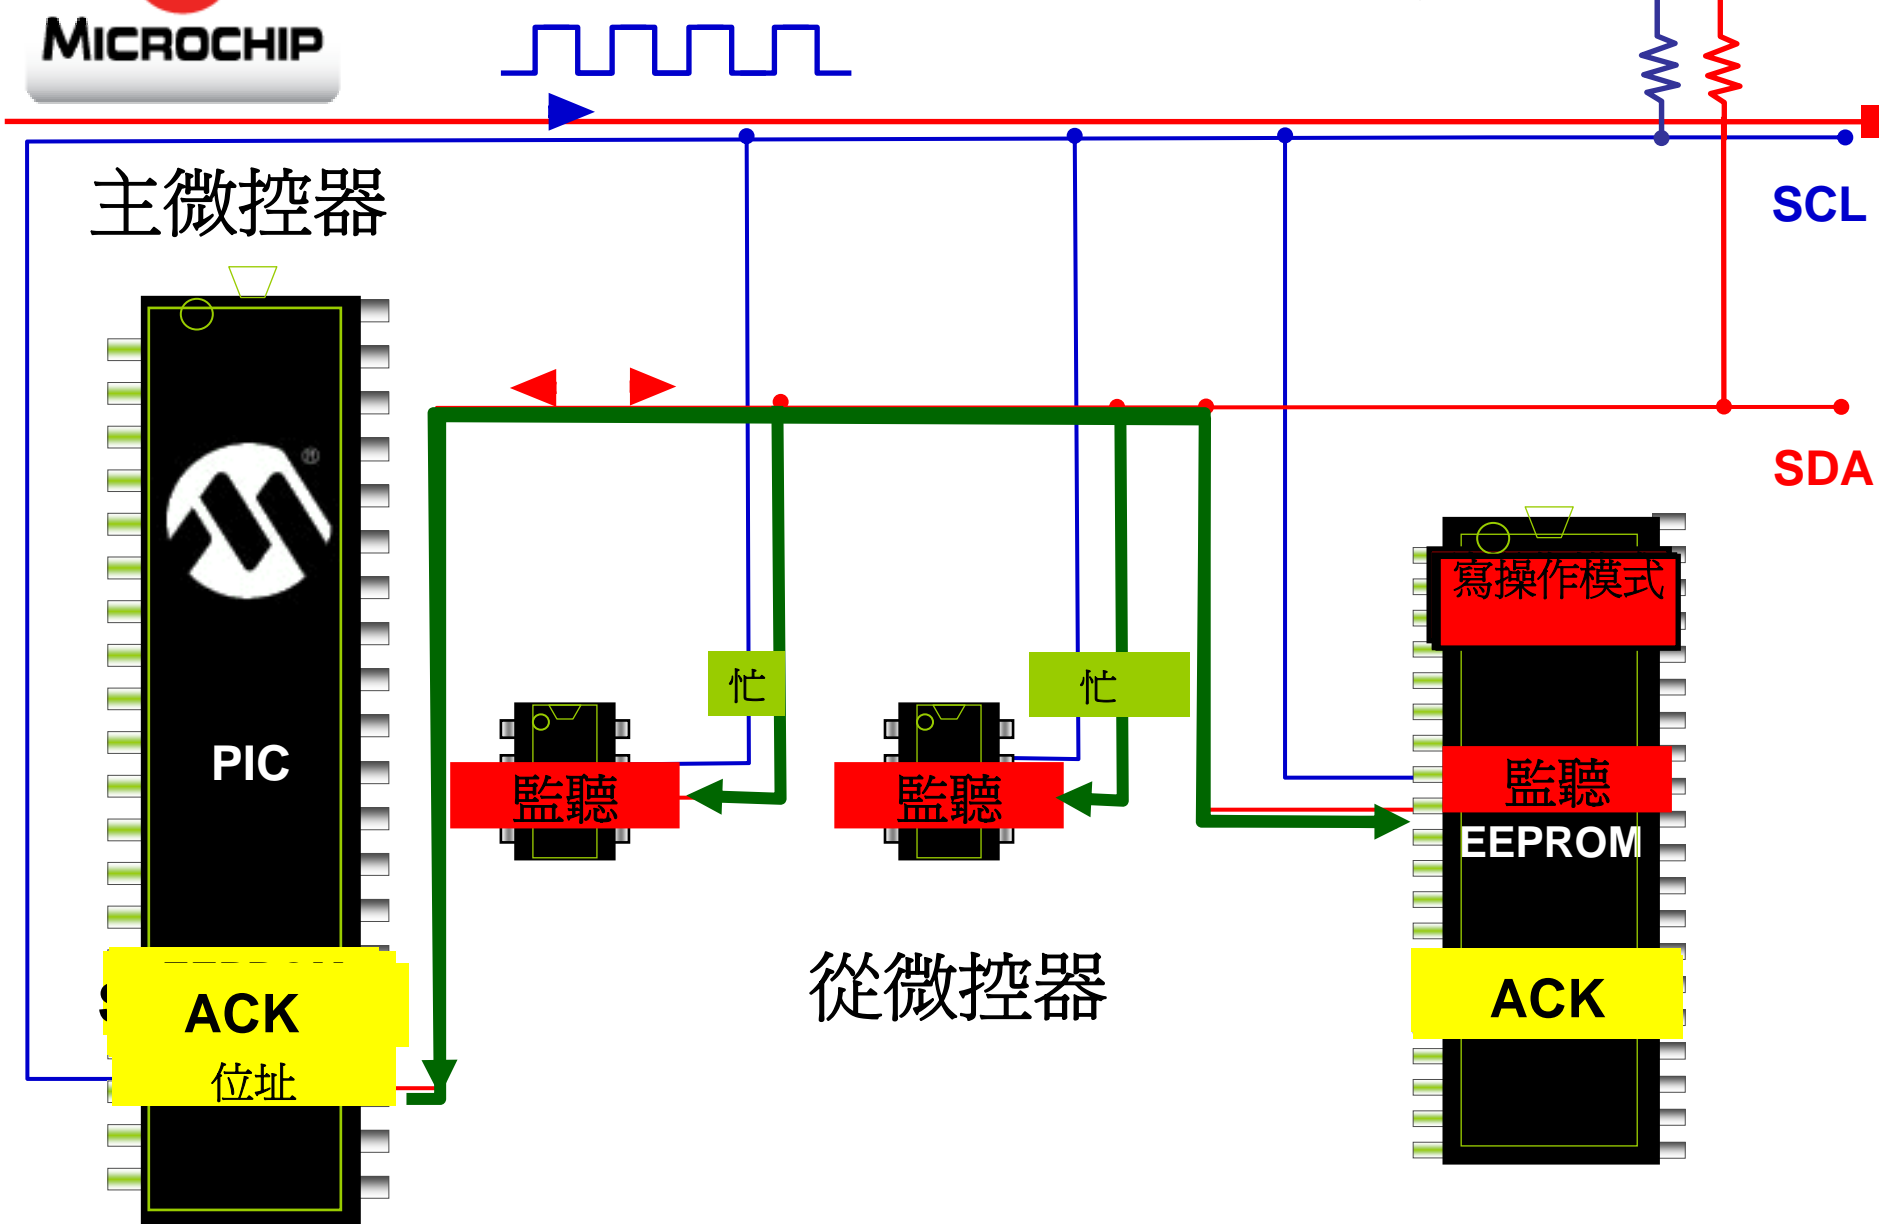 MICROCHIP
主微控器
SCL
SDA
®
寫操作模式
忙
忙
PIC
監聽
監聽
監聽
EEPROM
從微控器
ACK
ACK
位址